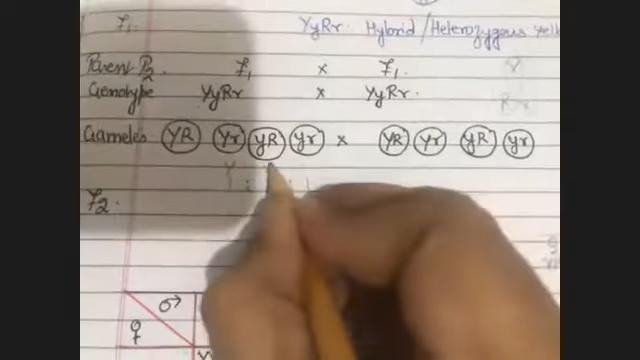 F₁. YyRr. Hybrid/Heterozygous Yell
Parent P₂ F₁ x F₁.
Genotype YyRr x YyRr.
Gametes YR Yr yR yr x YR Yr yR yr
F₂.
♂
♀